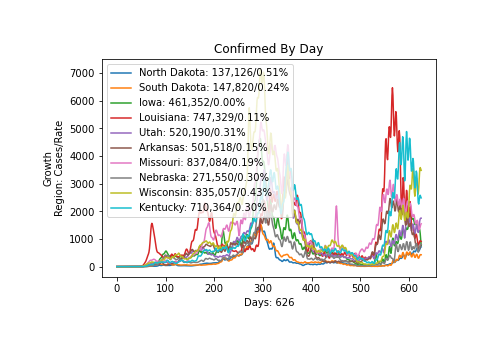 Confirmed By Day
7000
6000
5000
4000
3000
2000
1000
0
Growth
Region: Cases/Rate
North Dakota: 137,126/0.51%
South Dakota: 147,820/0.24%
Iowa: 461,352/0.00%
Louisiana: 747,329/0.11%
Utah: 520,190/0.31%
Arkansas: 501,518/0.15%
Missouri: 837,084/0.19%
Nebraska: 271,550/0.30%
Wisconsin: 835,057/0.43%
Kentucky: 710,364/0.30%
0 100 200 300 400 500 600
Days: 626